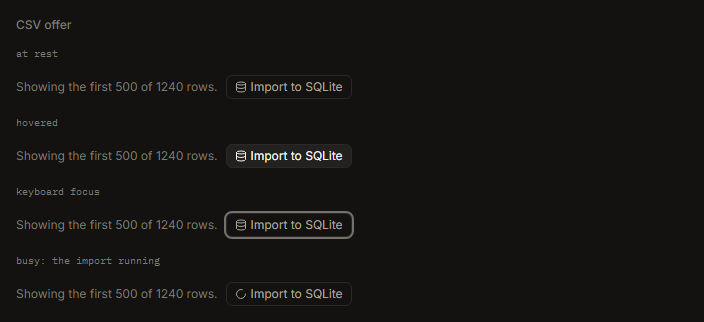 CSV offer
at rest
Showing the first 500 of 1240 rows. Import to SQLite
hovered
Showing the first 500 of 1240 rows. Import to SQLite
keyboard focus
Showing the first 500 of 1240 rows. Import to SQLite
busy: the import running
Showing the first 500 of 1240 rows. Import to SQLite